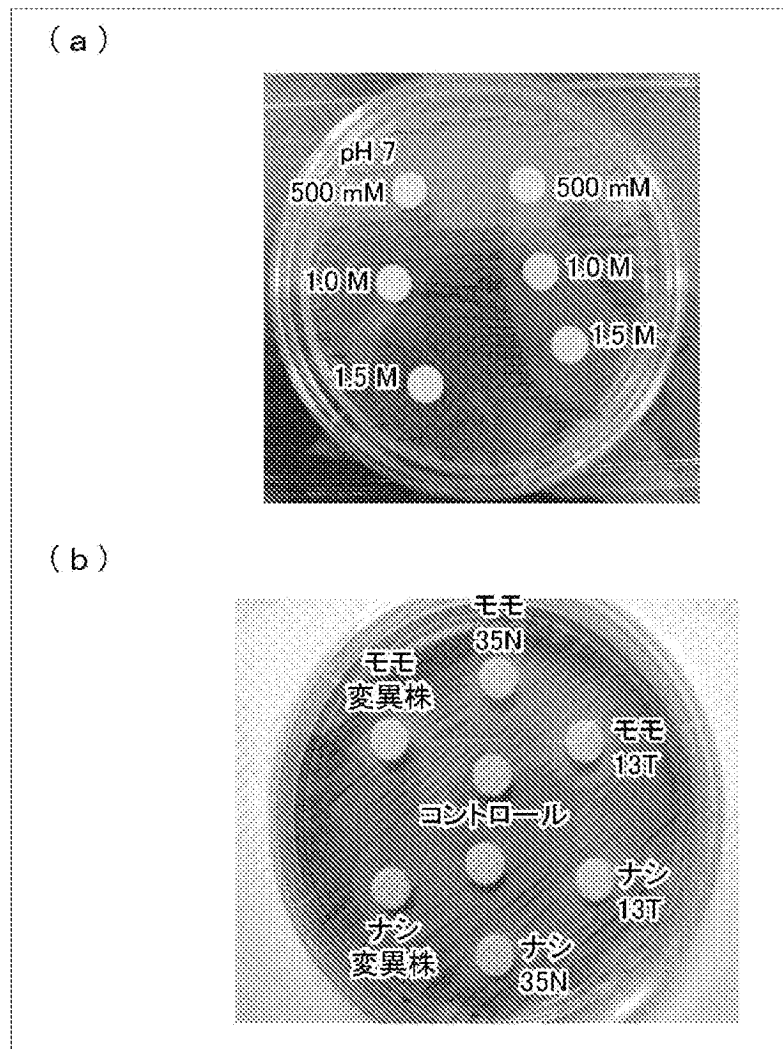 (a)
pH 7
500 mM
500 mM
1.0 M
1.0 M
1.5 M
1.5 M
(b)
モモ
35N
モモ
変異株
モモ
13T
コントロール
ナシ
13T
ナシ
変異株
ナシ
35N